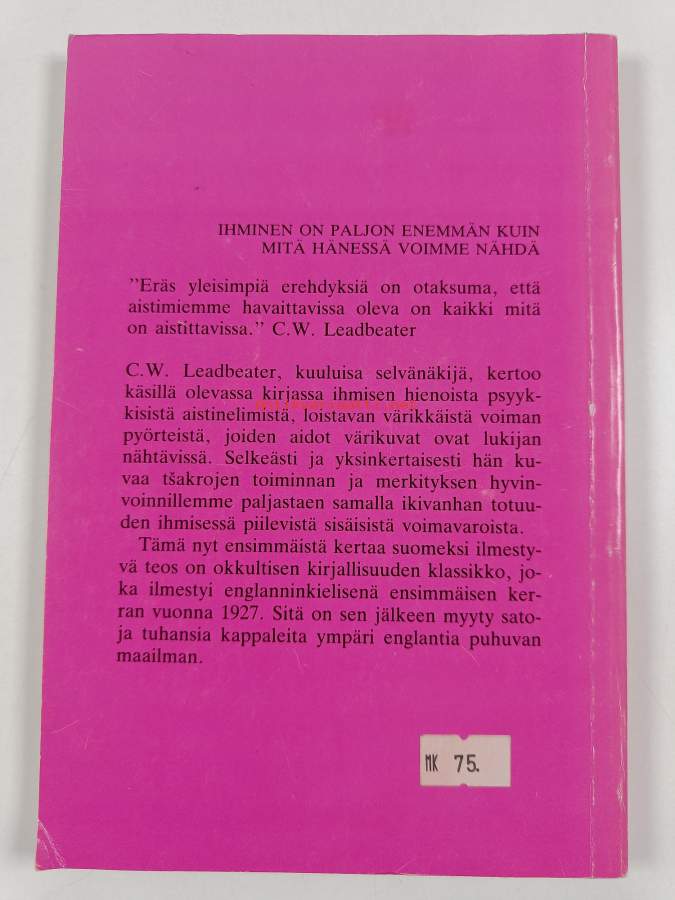 IHMINEN ON PALJON ENEMMÄN KUIN
MITÄ HÄNESSÄ VOIMME NÄHDÄ
”Eräs yleisimpiä erehdyksiä on otaksuma, että
aistimiemme havaittavissa oleva on kaikki mitä
on aistittavissa.” C.W. Leadbeater
C.W. Leadbeater, kuuluisa selvänäkijä, kertoo
käsillä olevassa kirjassa ihmisen hienoista psyyk-
kisistä aistinelimistä, loistavan värikkäistä voiman
pyörteistä, joiden aidot värikuvat ovat lukijan
nähtävissä. Selkeästi ja yksinkertaisesti hän ku-
vaa tšakrojen toiminnan ja merkityksen hyvin-
voinnillemme paljastaen samalla ikivanhan totuu-
den ihmisessä piilevistä sisäisistä voimavaroista.
Tämä nyt ensimmäistä kertaa suomeksi ilmesty-
vä teos on okkultisen kirjallisuuden klassikko, jo-
ka ilmestyi englanninkielisenä ensimmäisen ker-
ran vuonna 1927. Sitä on sen jälkeen myyty sato-
ja tuhansia kappaleita ympäri englantia puhuvan
maailman.
MK 75.